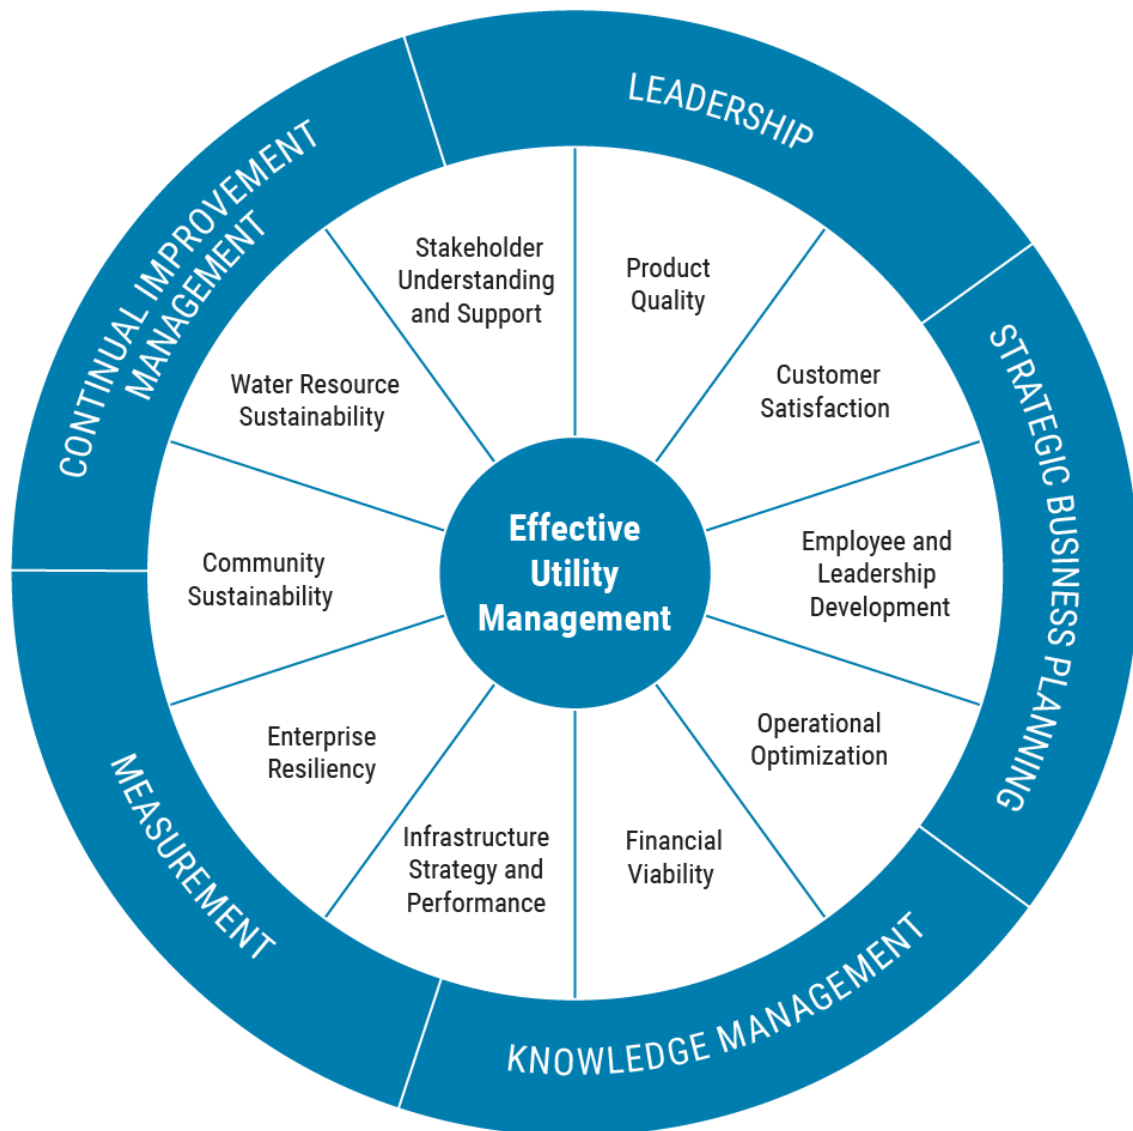 LEADERSHIP
STRATEGIC BUSINESS PLANNING
KNOWLEDGE MANAGEMENT
MEASUREMENT
CONTINUAL IMPROVEMENT
MANAGEMENT
Product
Quality
Customer
Satisfaction
Employee and
Leadership
Development
Operational
Optimization
Financial
Viability
Infrastructure
Strategy and
Performance
Enterprise
Resiliency
Community
Sustainability
Water Resource
Sustainability
Stakeholder
Understanding
and Support
Effective
Utility
Management